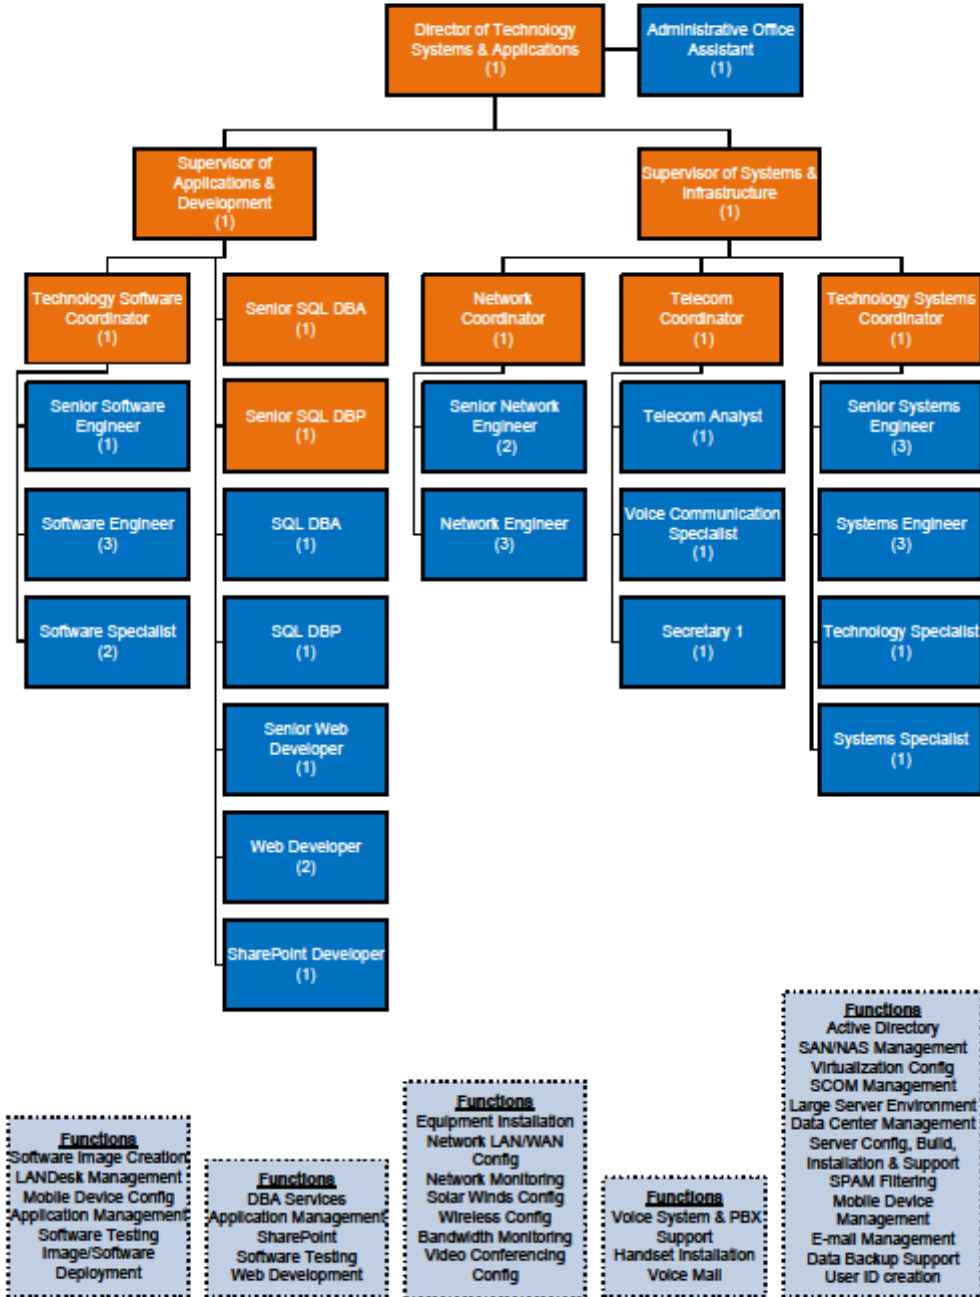 Director of Technology
Systems & Applications
(1)
Administrative Office
Assistant
(1)
Supervisor of
Applications &
Development
(1)
Supervisor of Systems &
Infrastructure
(1)
Technology Software
Coordinator
(1)
Senior SQL DBA
(1)
Network
Coordinator
(1)
Telecom
Coordinator
(1)
Technology Systems
Coordinator
(1)
Senior Software
Engineer
(1)
Senior SQL DBP
(1)
Senior Network
Engineer
(2)
Telecom Analyst
(1)
Senior Systems
Engineer
(3)
Software Engineer
(3)
SQL DBA
(1)
Network Engineer
(3)
Voice Communication
Specialist
(1)
Systems Engineer
(3)
Software Specialist
(2)
SQL DBP
(1)
Secretary 1
(1)
Technology Specialist
(1)
Senior Web
Developer
(1)
Systems Specialist
(1)
Web Developer
(2)
SharePoint Developer
(1)
Functions
Software Image Creation
LANDesk Management
Mobile Device Config
Application Management
Software Testing
Image/Software
Deployment
Functions
DBA Services
Application Management
SharePoint
Software Testing
Web Development
Functions
Equipment Installation
Network LAN/WAN
Config
Network Monitoring
Solar Winds Config
Wireless Config
Bandwidth Monitoring
Video Conferencing
Config
Functions
Voice System & PBX
Support
Handset Installation
Voice Mail
Functions
Active Directory
SAN/NAS Management
Virtualization Config
SCOM Management
Large Server Environment
Data Center Management
Server Config, Build,
Installation & Support
SPAM Filtering
Mobile Device
Management
E-mail Management
Data Backup Support
User ID creation